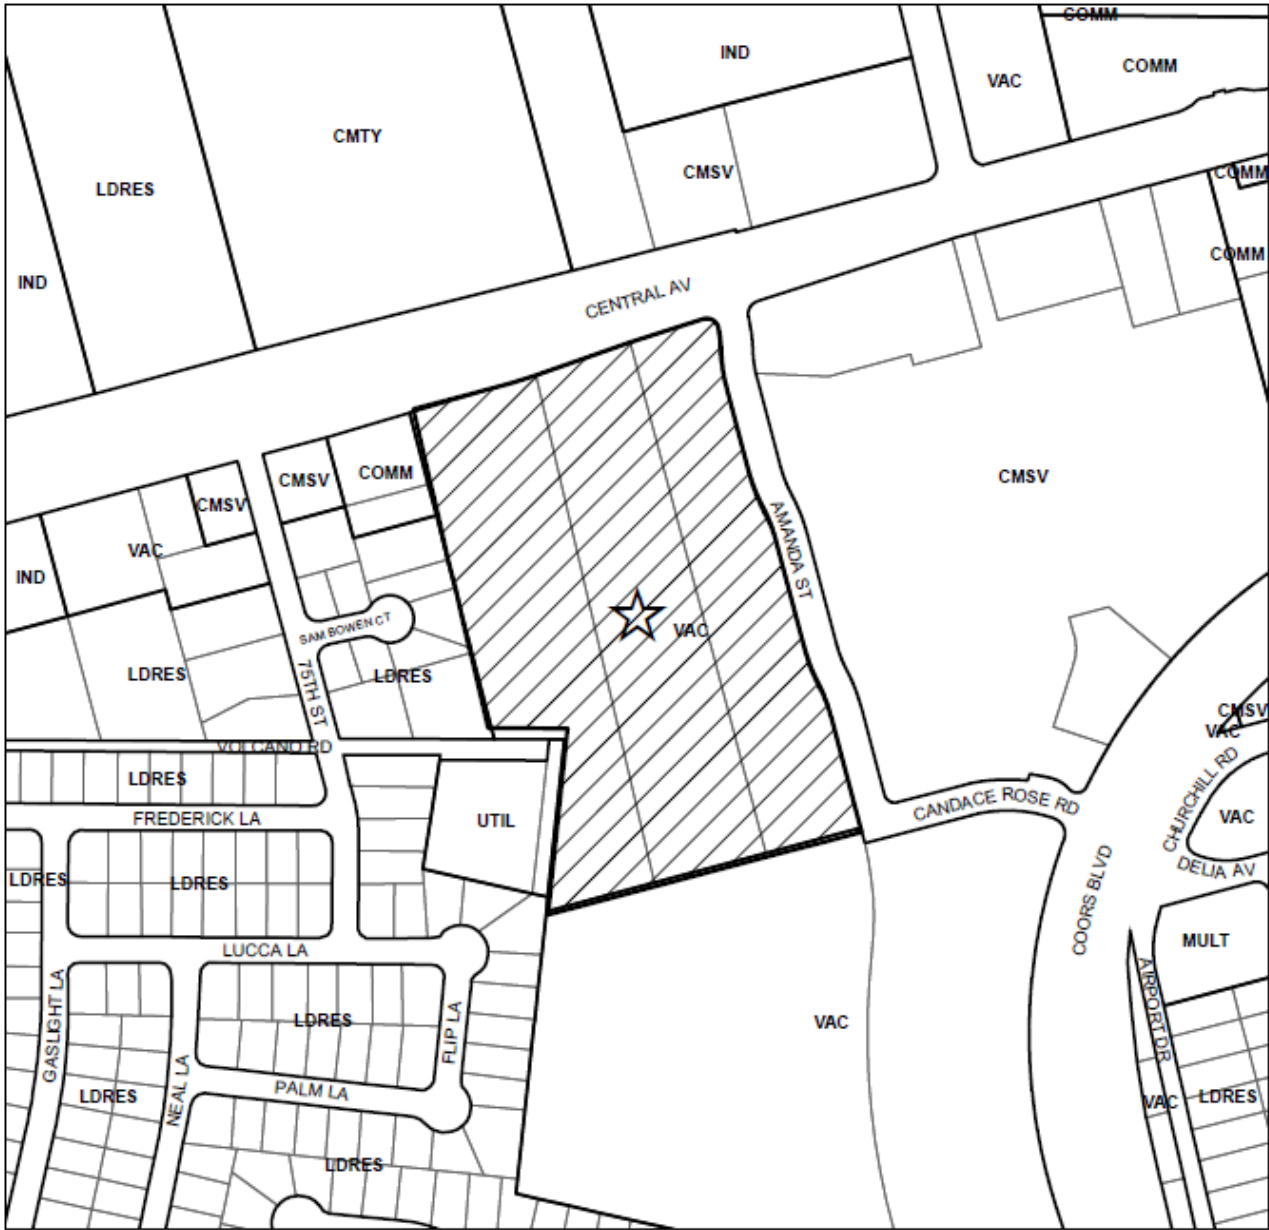 COMM
IND
COMM
VAC
CMTY
CMSV
LDRES
COMM
COMM
IND
CENTRAL AV
CMSV
COMM
CMSV
CMSV
VAC
IND
AMANDA ST
SAM BOWEN CT
VAC
LDRES
LDRES
75TH ST
CMSV
VAC
VOLCANO RD
LDRES
CHURCHILL RD
CANDACE ROSE RD
FREDERICK LA
UTIL
VAC
DELIA AV
LDRES
LDRES
COORS BLVD
MULT
LUCCA LA
AIRPORT DR
GASLIGHT LA
LDRES
VAC
FLIP LA
NEAL LA
PALM LA
LDRES
VAC
LDRES
LDRES